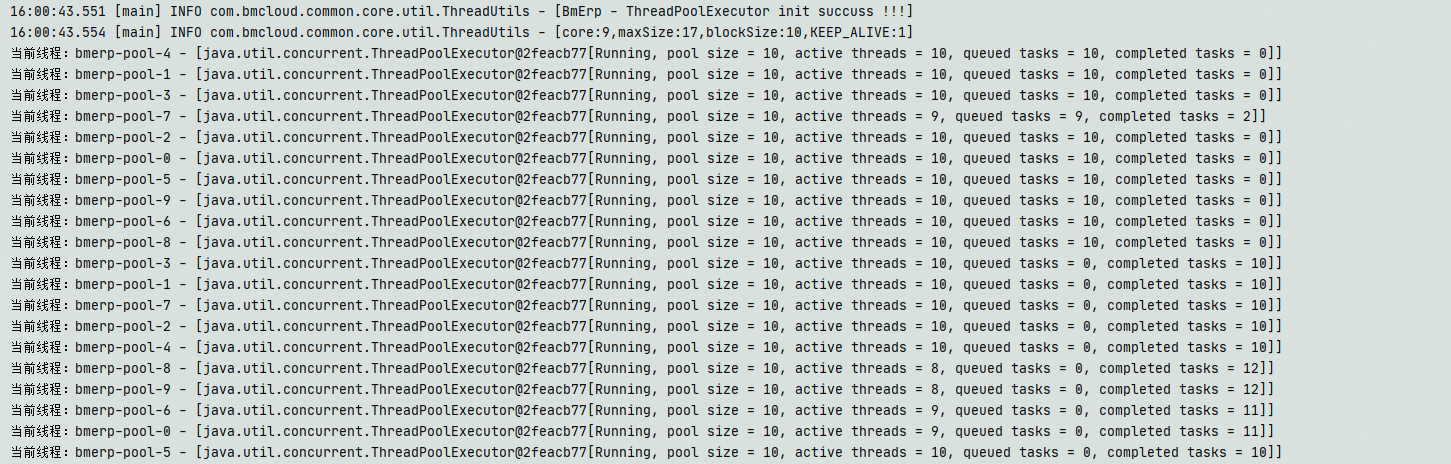 16:00:43.551 [main] INFO com.bmcloud.common.core.util.ThreadUtils - [BmErp - ThreadPoolExecutor init succuss !!!]
16:00:43.554 [main] INFO com.bmcloud.common.core.util.ThreadUtils - [core:9,maxSize:17,blockSize:10,KEEP_ALIVE:1]
当前线程：bmerp-pool-4 - [java.util.concurrent.ThreadPoolExecutor@2feacb77[Running, pool size = 10, active threads = 10, queued tasks = 10, completed tasks = 0]]
当前线程：bmerp-pool-1 - [java.util.concurrent.ThreadPoolExecutor@2feacb77[Running, pool size = 10, active threads = 10, queued tasks = 10, completed tasks = 0]]
当前线程：bmerp-pool-3 - [java.util.concurrent.ThreadPoolExecutor@2feacb77[Running, pool size = 10, active threads = 10, queued tasks = 10, completed tasks = 0]]
当前线程：bmerp-pool-7 - [java.util.concurrent.ThreadPoolExecutor@2feacb77[Running, pool size = 10, active threads = 9, queued tasks = 9, completed tasks = 2]]
当前线程：bmerp-pool-2 - [java.util.concurrent.ThreadPoolExecutor@2feacb77[Running, pool size = 10, active threads = 10, queued tasks = 10, completed tasks = 0]]
当前线程：bmerp-pool-0 - [java.util.concurrent.ThreadPoolExecutor@2feacb77[Running, pool size = 10, active threads = 10, queued tasks = 10, completed tasks = 0]]
当前线程：bmerp-pool-5 - [java.util.concurrent.ThreadPoolExecutor@2feacb77[Running, pool size = 10, active threads = 10, queued tasks = 10, completed tasks = 0]]
当前线程：bmerp-pool-9 - [java.util.concurrent.ThreadPoolExecutor@2feacb77[Running, pool size = 10, active threads = 10, queued tasks = 10, completed tasks = 0]]
当前线程：bmerp-pool-6 - [java.util.concurrent.ThreadPoolExecutor@2feacb77[Running, pool size = 10, active threads = 10, queued tasks = 10, completed tasks = 0]]
当前线程：bmerp-pool-8 - [java.util.concurrent.ThreadPoolExecutor@2feacb77[Running, pool size = 10, active threads = 10, queued tasks = 10, completed tasks = 0]]
当前线程：bmerp-pool-3 - [java.util.concurrent.ThreadPoolExecutor@2feacb77[Running, pool size = 10, active threads = 10, queued tasks = 0, completed tasks = 10]]
当前线程：bmerp-pool-1 - [java.util.concurrent.ThreadPoolExecutor@2feacb77[Running, pool size = 10, active threads = 10, queued tasks = 0, completed tasks = 10]]
当前线程：bmerp-pool-7 - [java.util.concurrent.ThreadPoolExecutor@2feacb77[Running, pool size = 10, active threads = 10, queued tasks = 0, completed tasks = 10]]
当前线程：bmerp-pool-2 - [java.util.concurrent.ThreadPoolExecutor@2feacb77[Running, pool size = 10, active threads = 10, queued tasks = 0, completed tasks = 10]]
当前线程：bmerp-pool-4 - [java.util.concurrent.ThreadPoolExecutor@2feacb77[Running, pool size = 10, active threads = 10, queued tasks = 0, completed tasks = 10]]
当前线程：bmerp-pool-8 - [java.util.concurrent.ThreadPoolExecutor@2feacb77[Running, pool size = 10, active threads = 8, queued tasks = 0, completed tasks = 12]]
当前线程：bmerp-pool-9 - [java.util.concurrent.ThreadPoolExecutor@2feacb77[Running, pool size = 10, active threads = 8, queued tasks = 0, completed tasks = 12]]
当前线程：bmerp-pool-6 - [java.util.concurrent.ThreadPoolExecutor@2feacb77[Running, pool size = 10, active threads = 9, queued tasks = 0, completed tasks = 11]]
当前线程：bmerp-pool-0 - [java.util.concurrent.ThreadPoolExecutor@2feacb77[Running, pool size = 10, active threads = 9, queued tasks = 0, completed tasks = 11]]
当前线程：bmerp-pool-5 - [java.util.concurrent.ThreadPoolExecutor@2feacb77[Running, pool size = 10, active threads = 10, queued tasks = 0, completed tasks = 10]]